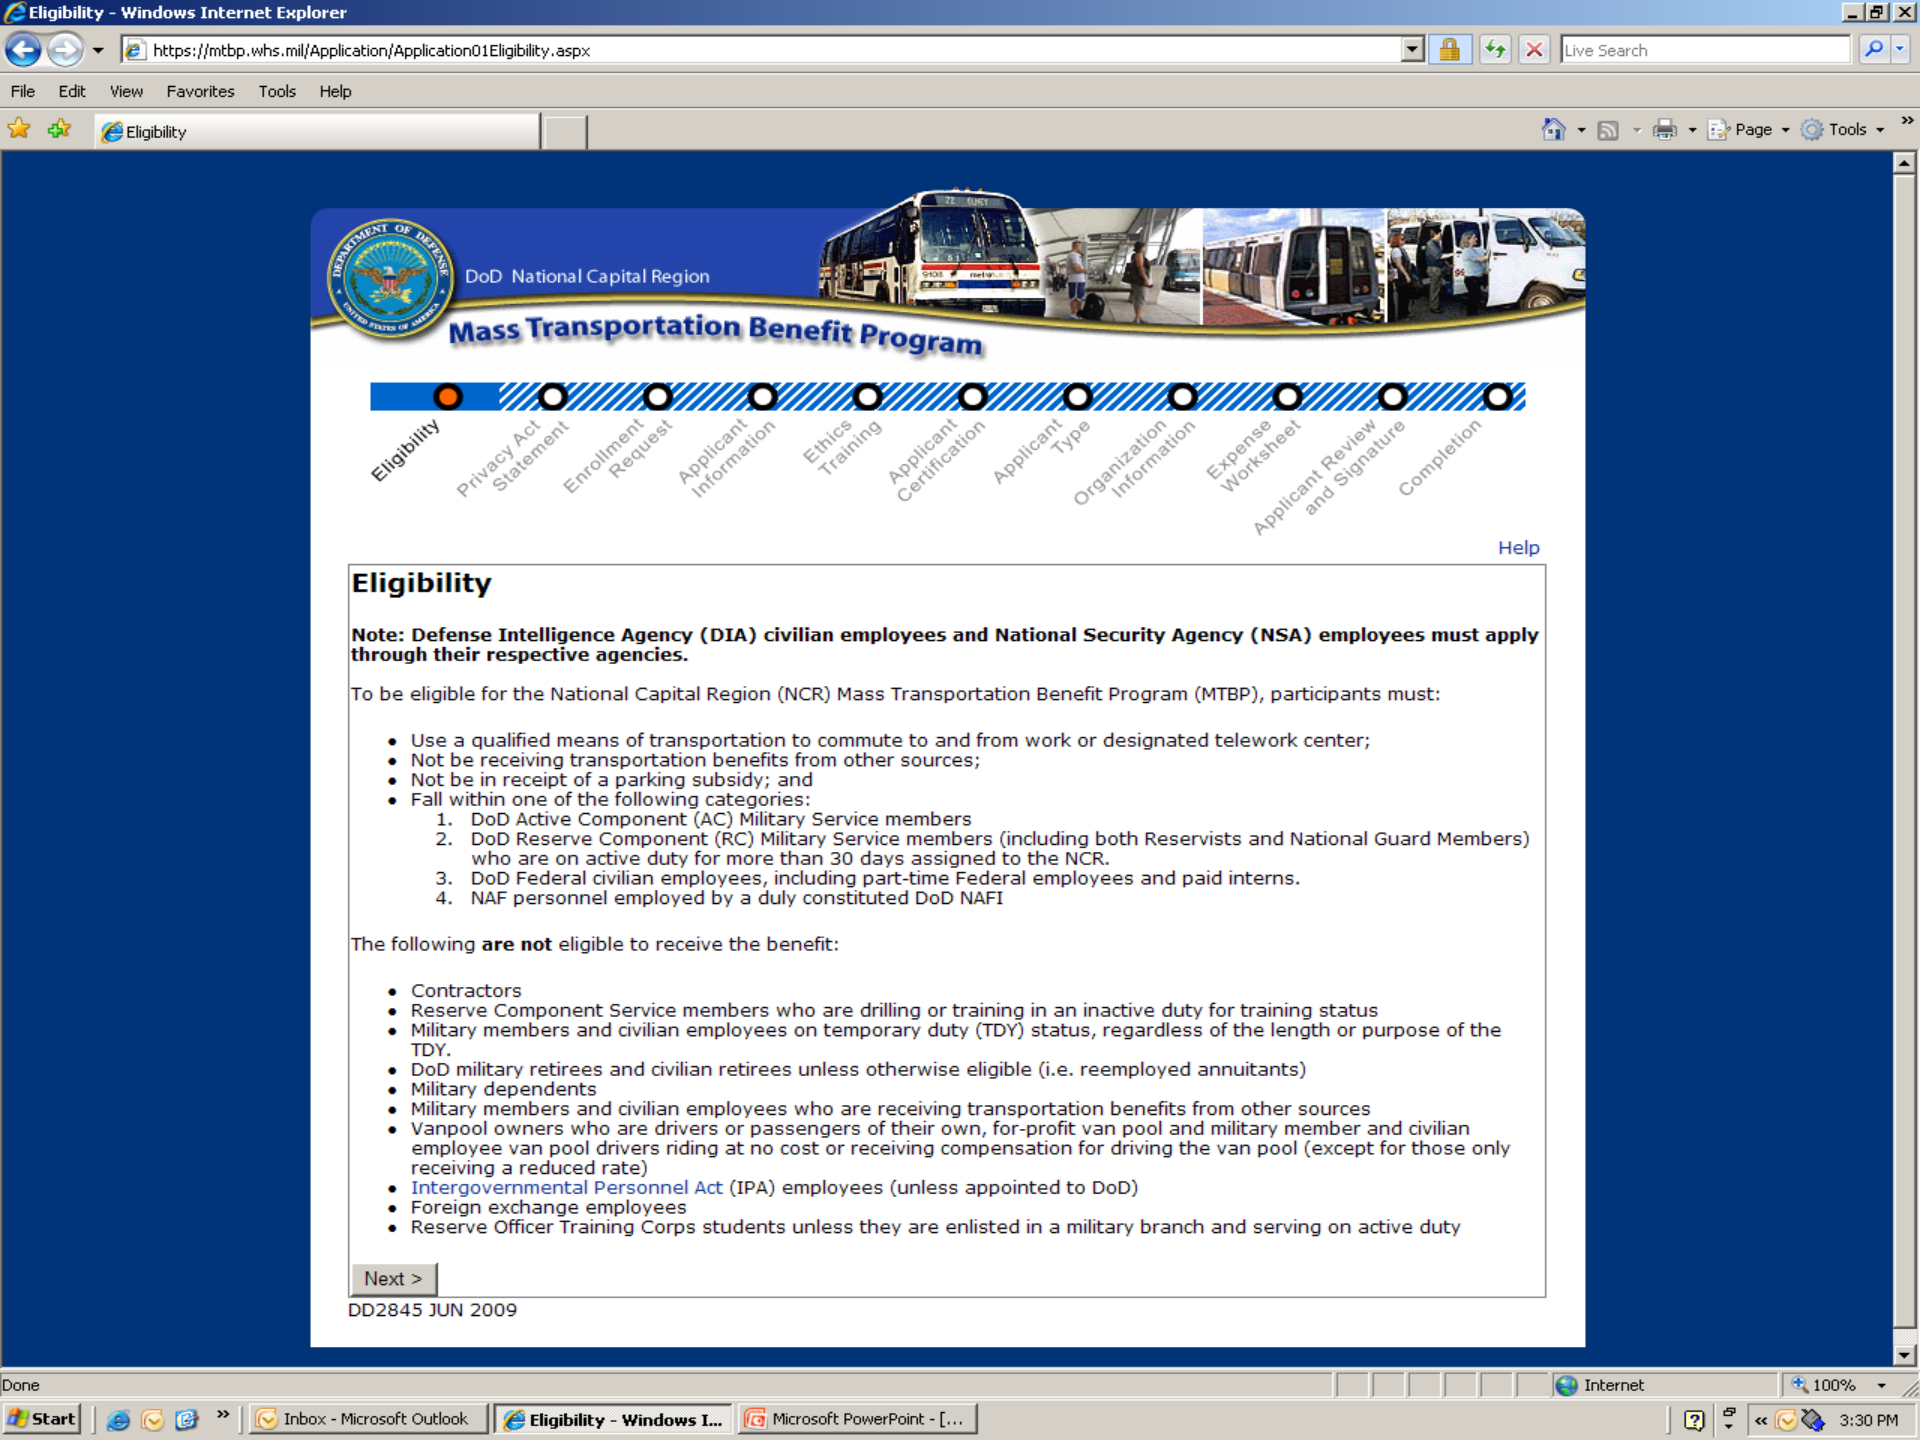 Eligibility - Windows Internet Explorer
https://mtbp.whs.mil/Application/Application01Eligibility.aspx
Live Search
File Edit View Favorites Tools Help
Eligibility
Page
Tools
»
22 OLNEY
9108
metrobus
DEPARTMENT OF DEFENSE
UNITED STATES OF AMERICA
DoD National Capital Region
Mass Transportation Benefit Program
Eligibility
Privacy Act
Statement
Enrollment
Request
Applicant
Information
Ethics
Training
Applicant
Certification
Applicant
Type
Organization
Information
Expense
Worksheet
Applicant Review
and Signature
Completion
Help
Eligibility
Note: Defense Intelligence Agency (DIA) civilian employees and National Security Agency (NSA) employees must apply
through their respective agencies.
To be eligible for the National Capital Region (NCR) Mass Transportation Benefit Program (MTBP), participants must:
• Use a qualified means of transportation to commute to and from work or designated telework center;
• Not be receiving transportation benefits from other sources;
• Not be in receipt of a parking subsidy; and
• Fall within one of the following categories:
1. DoD Active Component (AC) Military Service members
2. DoD Reserve Component (RC) Military Service members (including both Reservists and National Guard Members)
who are on active duty for more than 30 days assigned to the NCR.
3. DoD Federal civilian employees, including part-time Federal employees and paid interns.
4. NAF personnel employed by a duly constituted DoD NAFI
The following are not eligible to receive the benefit:
• Contractors
• Reserve Component Service members who are drilling or training in an inactive duty for training status
• Military members and civilian employees on temporary duty (TDY) status, regardless of the length or purpose of the
TDY.
• DoD military retirees and civilian retirees unless otherwise eligible (i.e. reemployed annuitants)
• Military dependents
• Military members and civilian employees who are receiving transportation benefits from other sources
• Vanpool owners who are drivers or passengers of their own, for-profit van pool and military member and civilian
employee van pool drivers riding at no cost or receiving compensation for driving the van pool (except for those only
receiving a reduced rate)
• Intergovernmental Personnel Act (IPA) employees (unless appointed to DoD)
• Foreign exchange employees
• Reserve Officer Training Corps students unless they are enlisted in a military branch and serving on active duty
Next >
DD2845 JUN 2009
Done
Internet
100%
Start
»
Inbox - Microsoft Outlook
Eligibility - Windows I...
Microsoft PowerPoint - [...
«
3:30 PM